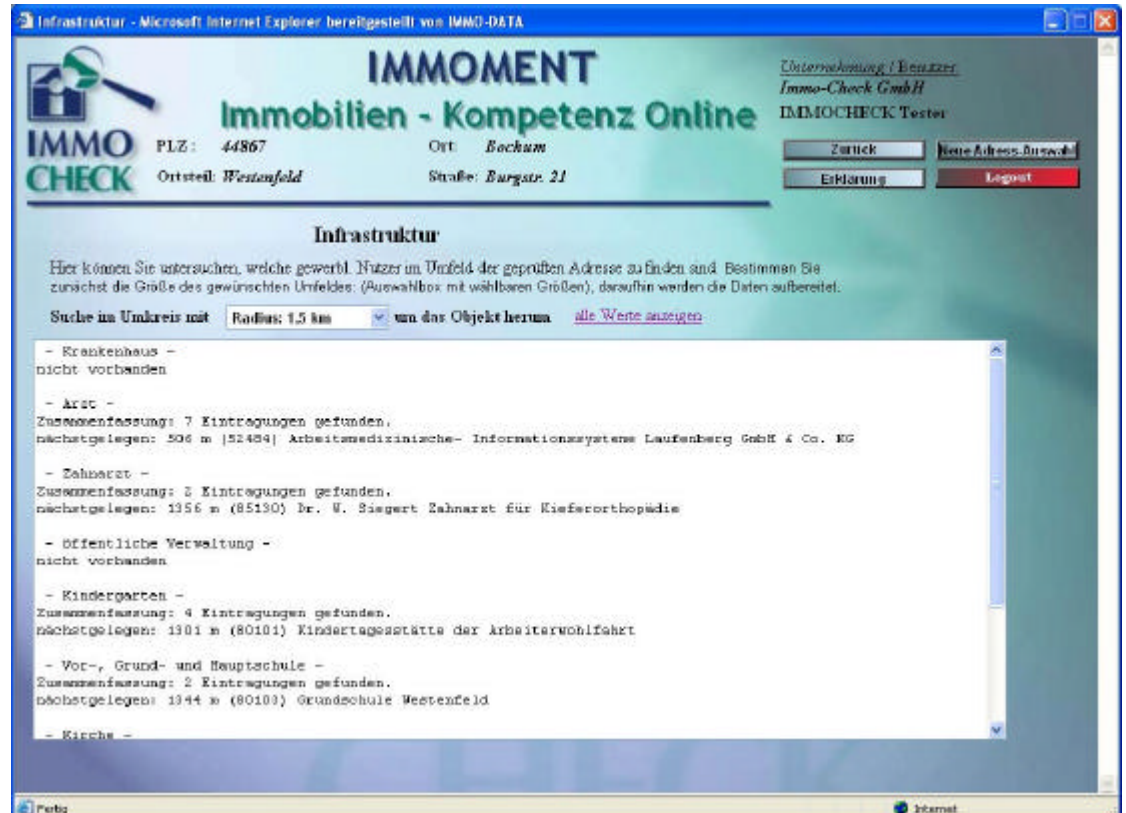 Infrastruktur - Microsoft Internet Explorer bereitgestellt von IMMO-DATA
IMMO
CHECK
IMMOMENT
Immobilien - Kompetenz Online
Unternehmung / Benutzer
Immo-Check GmbH
IMMOCHECK Tester
PLZ: 44867 Ort: Bochum
Ortsteil: Westenfeld Straße: Burgstr. 21
Zurück Neue Adress-Auswahl
Erklärung Logout
Infrastruktur
Hier können Sie untersuchen, welche gewerbl. Nutzer im Umfeld der geprüften Adresse zu finden sind. Bestimmen Sie
zunächst die Größe des gewünschten Umfeldes: (Auswahlbox mit wählbaren Größen), daraufhin werden die Daten aufbereitet.
Suche im Umkreis mit Radius: 1,5 km um das Objekt herum alle Werte anzeigen
- Krankenhaus -
nicht vorhanden
- Arzt -
Zusammenfassung: 7 Eintragungen gefunden.
nächstgelegen: 506 m (52484) Arbeitsmedizinische- Informationssysteme Laufenberg GmbH & Co. KG
- Zahnarzt -
Zusammenfassung: 2 Eintragungen gefunden.
nächstgelegen: 1356 m (85130) Dr. W. Siegert Zahnarzt für Kieferorthopädie
- öffentliche Verwaltung -
nicht vorhanden
- Kindergarten -
Zusammenfassung: 4 Eintragungen gefunden.
nächstgelegen: 1301 m (80101) Kindertagesstätte der Arbeiterwohlfahrt
- Vor-, Grund- und Hauptschule -
Zusammenfassung: 2 Eintragungen gefunden.
nächstgelegen: 1344 m (80103) Grundschule Westenfeld
- Kirche -
CHECK
Fertig Internet